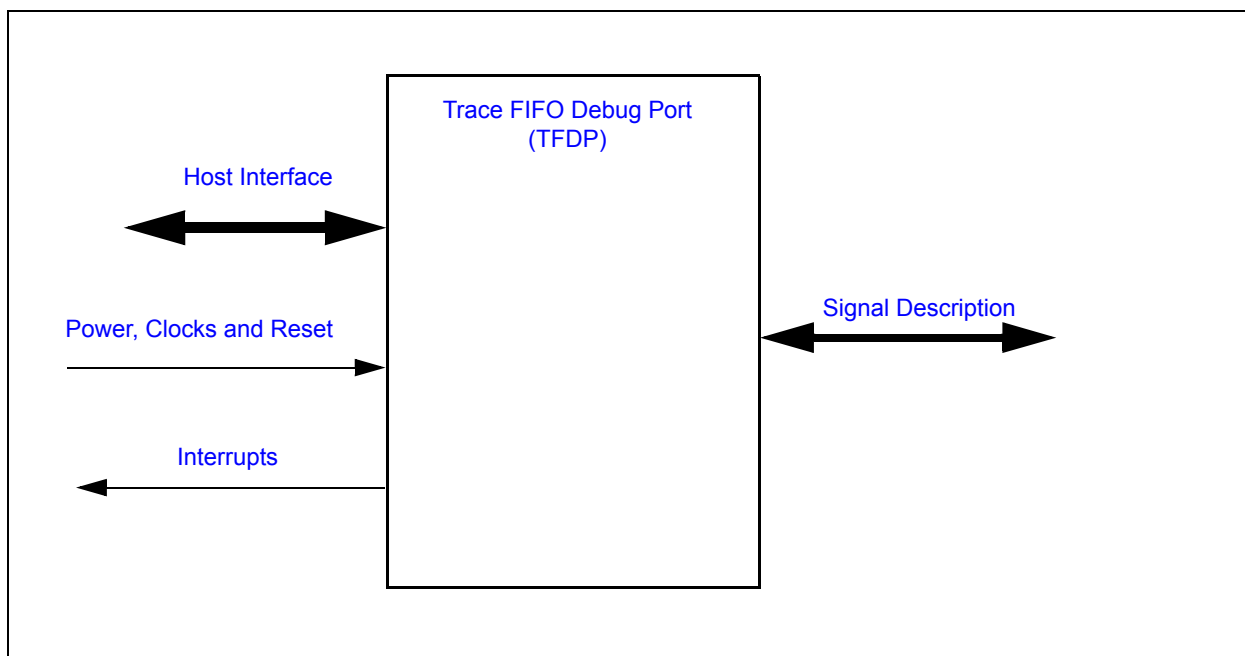 Trace FIFO Debug Port
(TFDP)
Host Interface
Signal Description
Power, Clocks and Reset
Interrupts